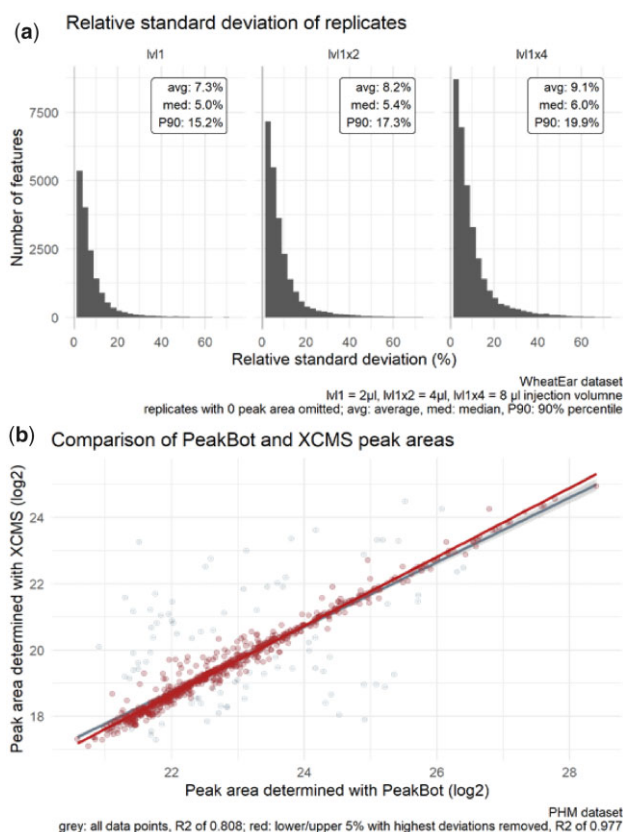 (a) Relative standard deviation of replicates
lvl1
lvl1x2
lvl1x4
avg: 7.3%
med: 5.0%
P90: 15.2%
avg: 8.2%
med: 5.4%
P90: 17.3%
avg: 9.1%
med: 6.0%
P90: 19.9%
Number of features
7500
5000
2500
0
0 20 40 60
0 20 40 60
0 20 40 60
Relative standard deviation (%)
WheatEar dataset
lvl1 = 2µl, lvl1x2 = 4µl, lvl1x4 = 8 µl injection volumne
replicates with 0 peak area omitted; avg: average, med: median, P90: 90% percentile
(b) Comparison of PeakBot and XCMS peak areas
Peak area determined with XCMS (log2)
24
22
20
18
22 24 26 28
Peak area determined with PeakBot (log2)
PHM dataset
grey: all data points, R2 of 0.808; red: lower/upper 5% with highest deviations removed, R2 of 0.977